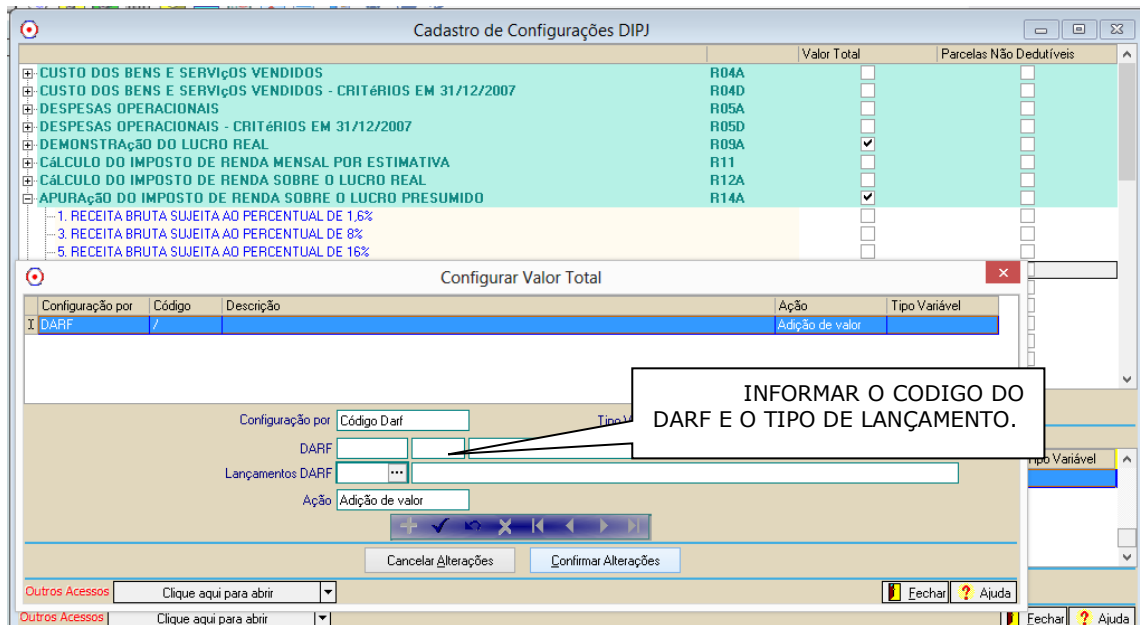 Cadastro de Configurações DIPJ
Valor Total Parcelas Não Dedutíveis
CUSTO DOS BENS E SERVIçOS VENDIDOS R04A
CUSTO DOS BENS E SERVIçOS VENDIDOS - CRITéRIOS EM 31/12/2007 R04D
DESPESAS OPERACIONAIS R05A
DESPESAS OPERACIONAIS - CRITéRIOS EM 31/12/2007 R05D
DEMONSTRAçãO DO LUCRO REAL R09A
CáLCULO DO IMPOSTO DE RENDA MENSAL POR ESTIMATIVA R11
CáLCULO DO IMPOSTO DE RENDA SOBRE O LUCRO REAL R12A
APURAçãO DO IMPOSTO DE RENDA SOBRE O LUCRO PRESUMIDO R14A
1. RECEITA BRUTA SUJEITA AO PERCENTUAL DE 1,6%
3. RECEITA BRUTA SUJEITA AO PERCENTUAL DE 8%
5. RECEITA BRUTA SUJEITA AO PERCENTUAL DE 16%
Configurar Valor Total
Configuração por Código Descrição Ação Tipo Variável
DARF / Adição de valor
INFORMAR O CODIGO DO
DARF E O TIPO DE LANÇAMENTO.
Configuração por Código Darf Tipo
DARF
Variável
Lançamentos DARF ...
Ação Adição de valor
Cancelar Alterações Confirmar Alterações
Outros Acessos Clique aqui para abrir Fechar Ajuda
Outros Acessos Clique aqui para abrir Fechar Ajuda